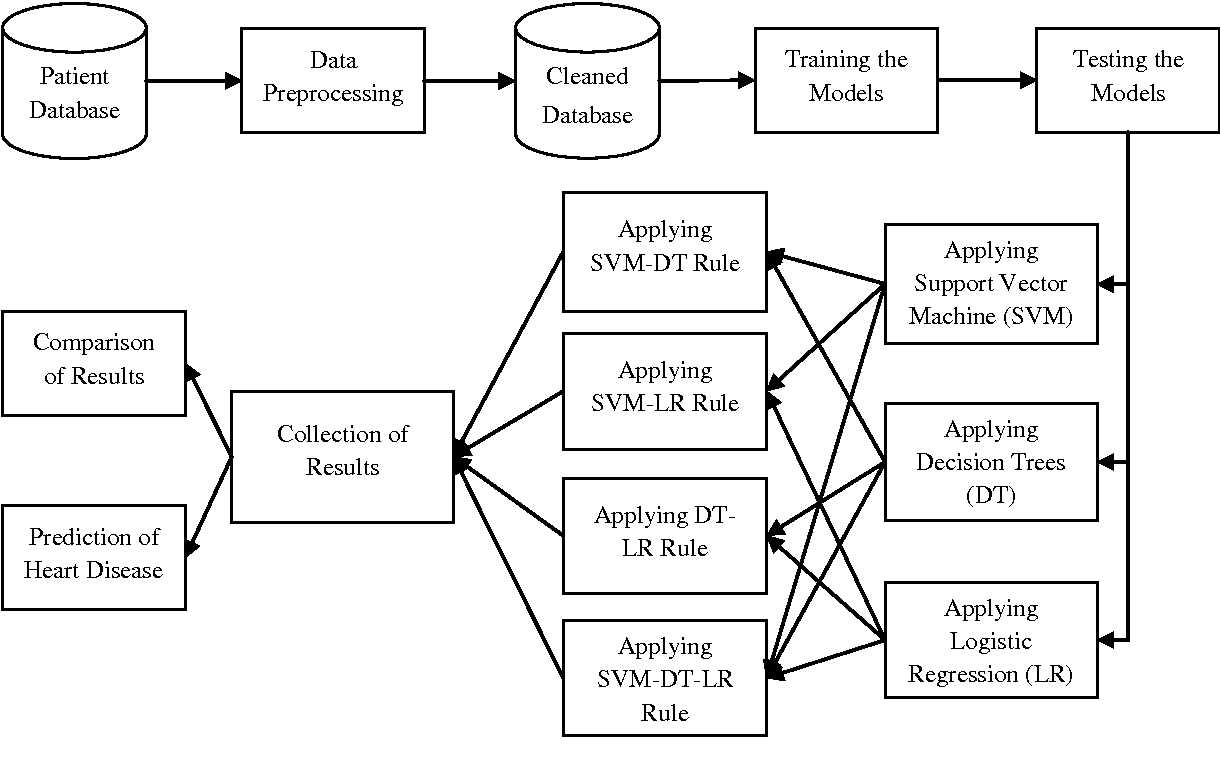 Patient
Database
Data
Preprocessing
Cleaned
Database
Training the
Models
Testing the
Models
Applying
Support Vector
Machine (SVM)
Applying
Decision Trees
(DT)
Applying
Logistic
Regression (LR)
Applying
SVM-DT Rule
Applying
SVM-LR Rule
Applying DT-
LR Rule
Applying
SVM-DT-LR
Rule
Collection of
Results
Comparison
of Results
Prediction of
Heart Disease